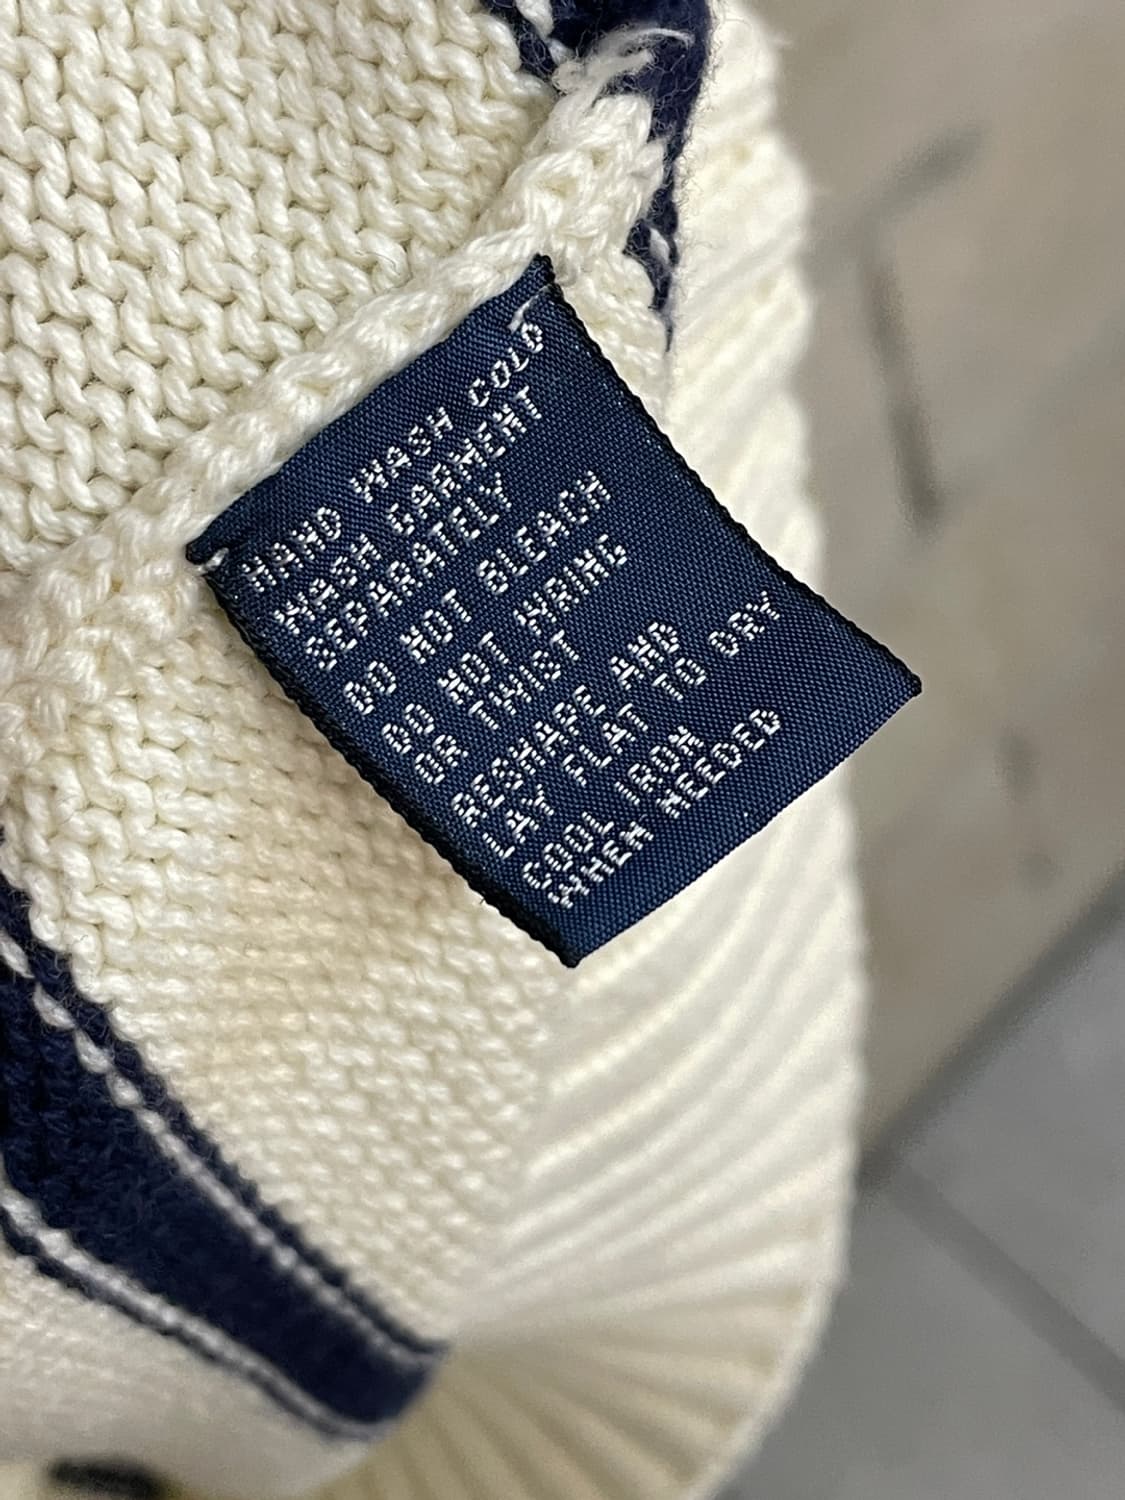 HAND WASH COLD
WASH GARMENT
SEPARATELY
DO NOT BLEACH
DO NOT WRING
OR TWIST
RESHAPE AND
LAY FLAT TO DRY
COOL IRON
WHEN NEEDED